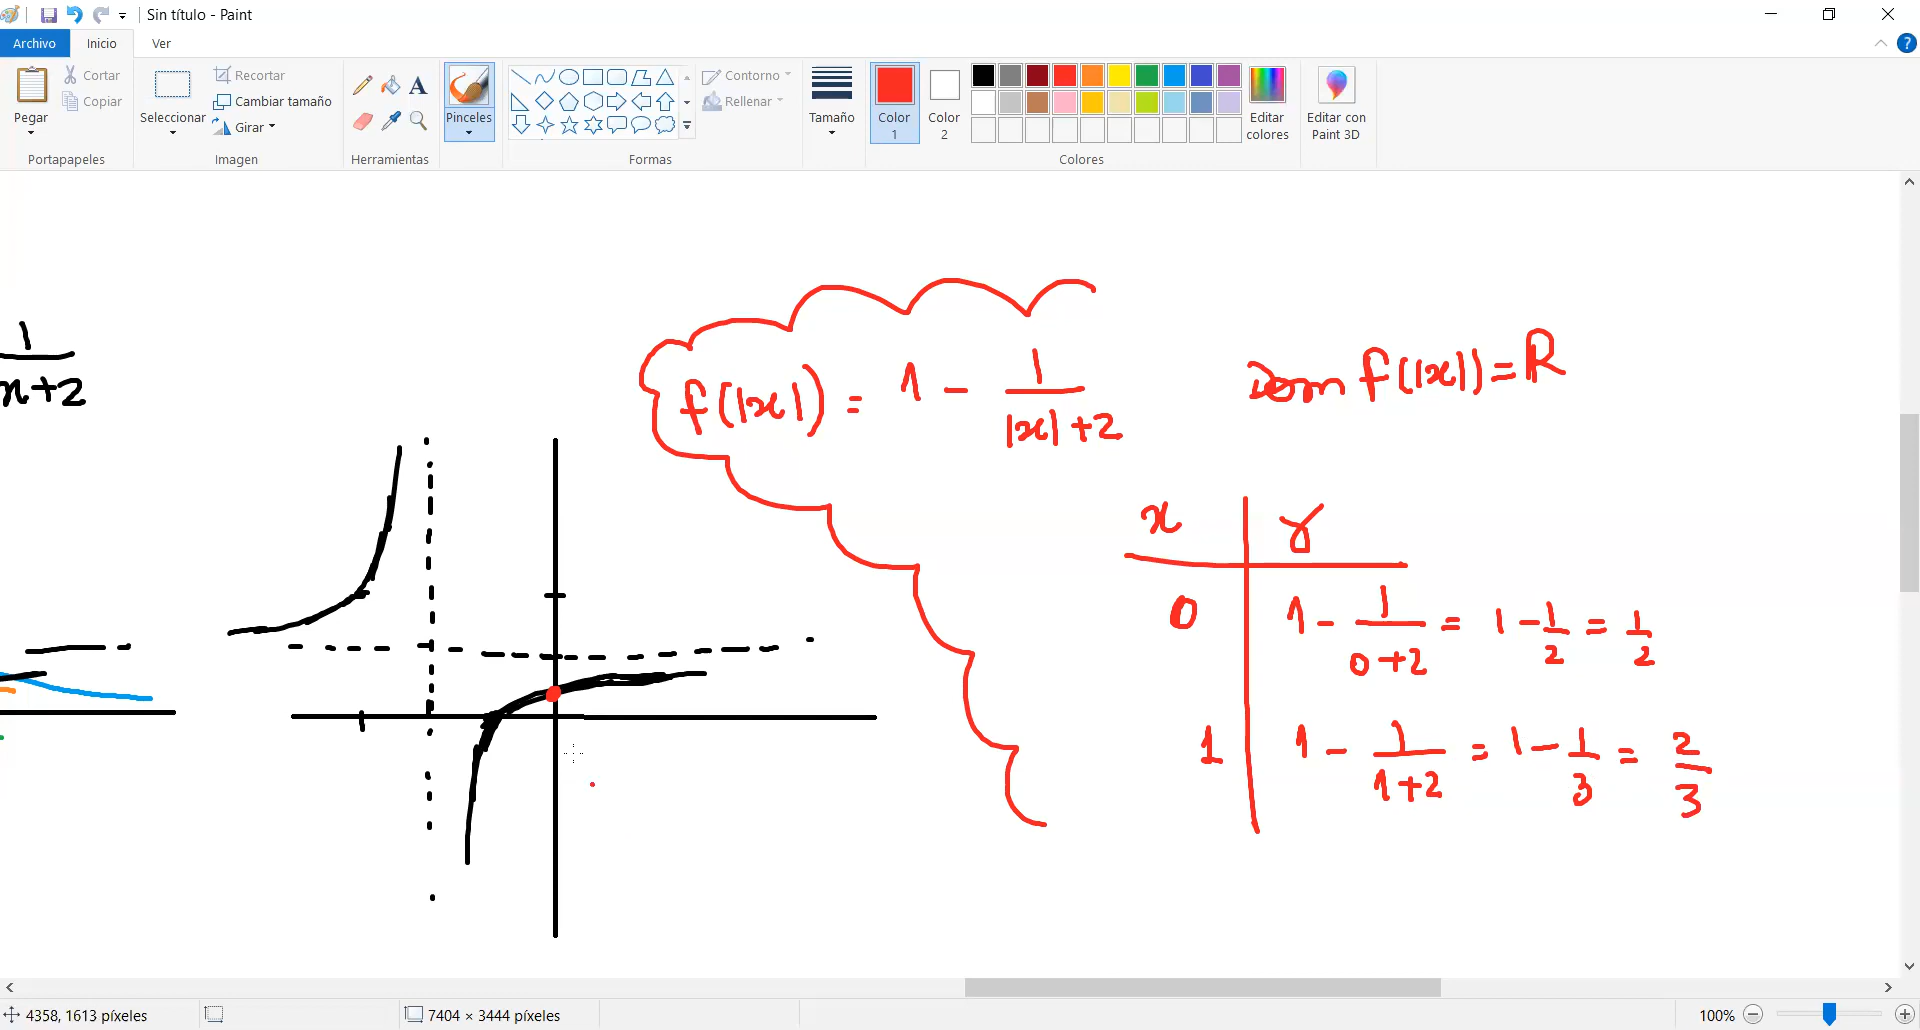 Sin título - Paint
Archivo Inicio Ver
Pegar
Cortar
Copiar
Portapapeles
Seleccionar
Recortar
Cambiar tamaño
Girar
Imagen
A
Herramientas
Pinceles
Contorno
Rellenar
Formas
Tamaño
Color 1
Color 2
Editar colores
Editar con Paint 3D
Colores
1
x+2
f(|x|) = 1 - 1
|x|+2
Dom f(|x|) = R
x y
0 1 - 1/(0+2) = 1 - 1/2 = 1/2
1 1 - 1/(1+2) = 1 - 1/3 = 2/3
4358, 1613 píxeles 7404 × 3444 píxeles 100%